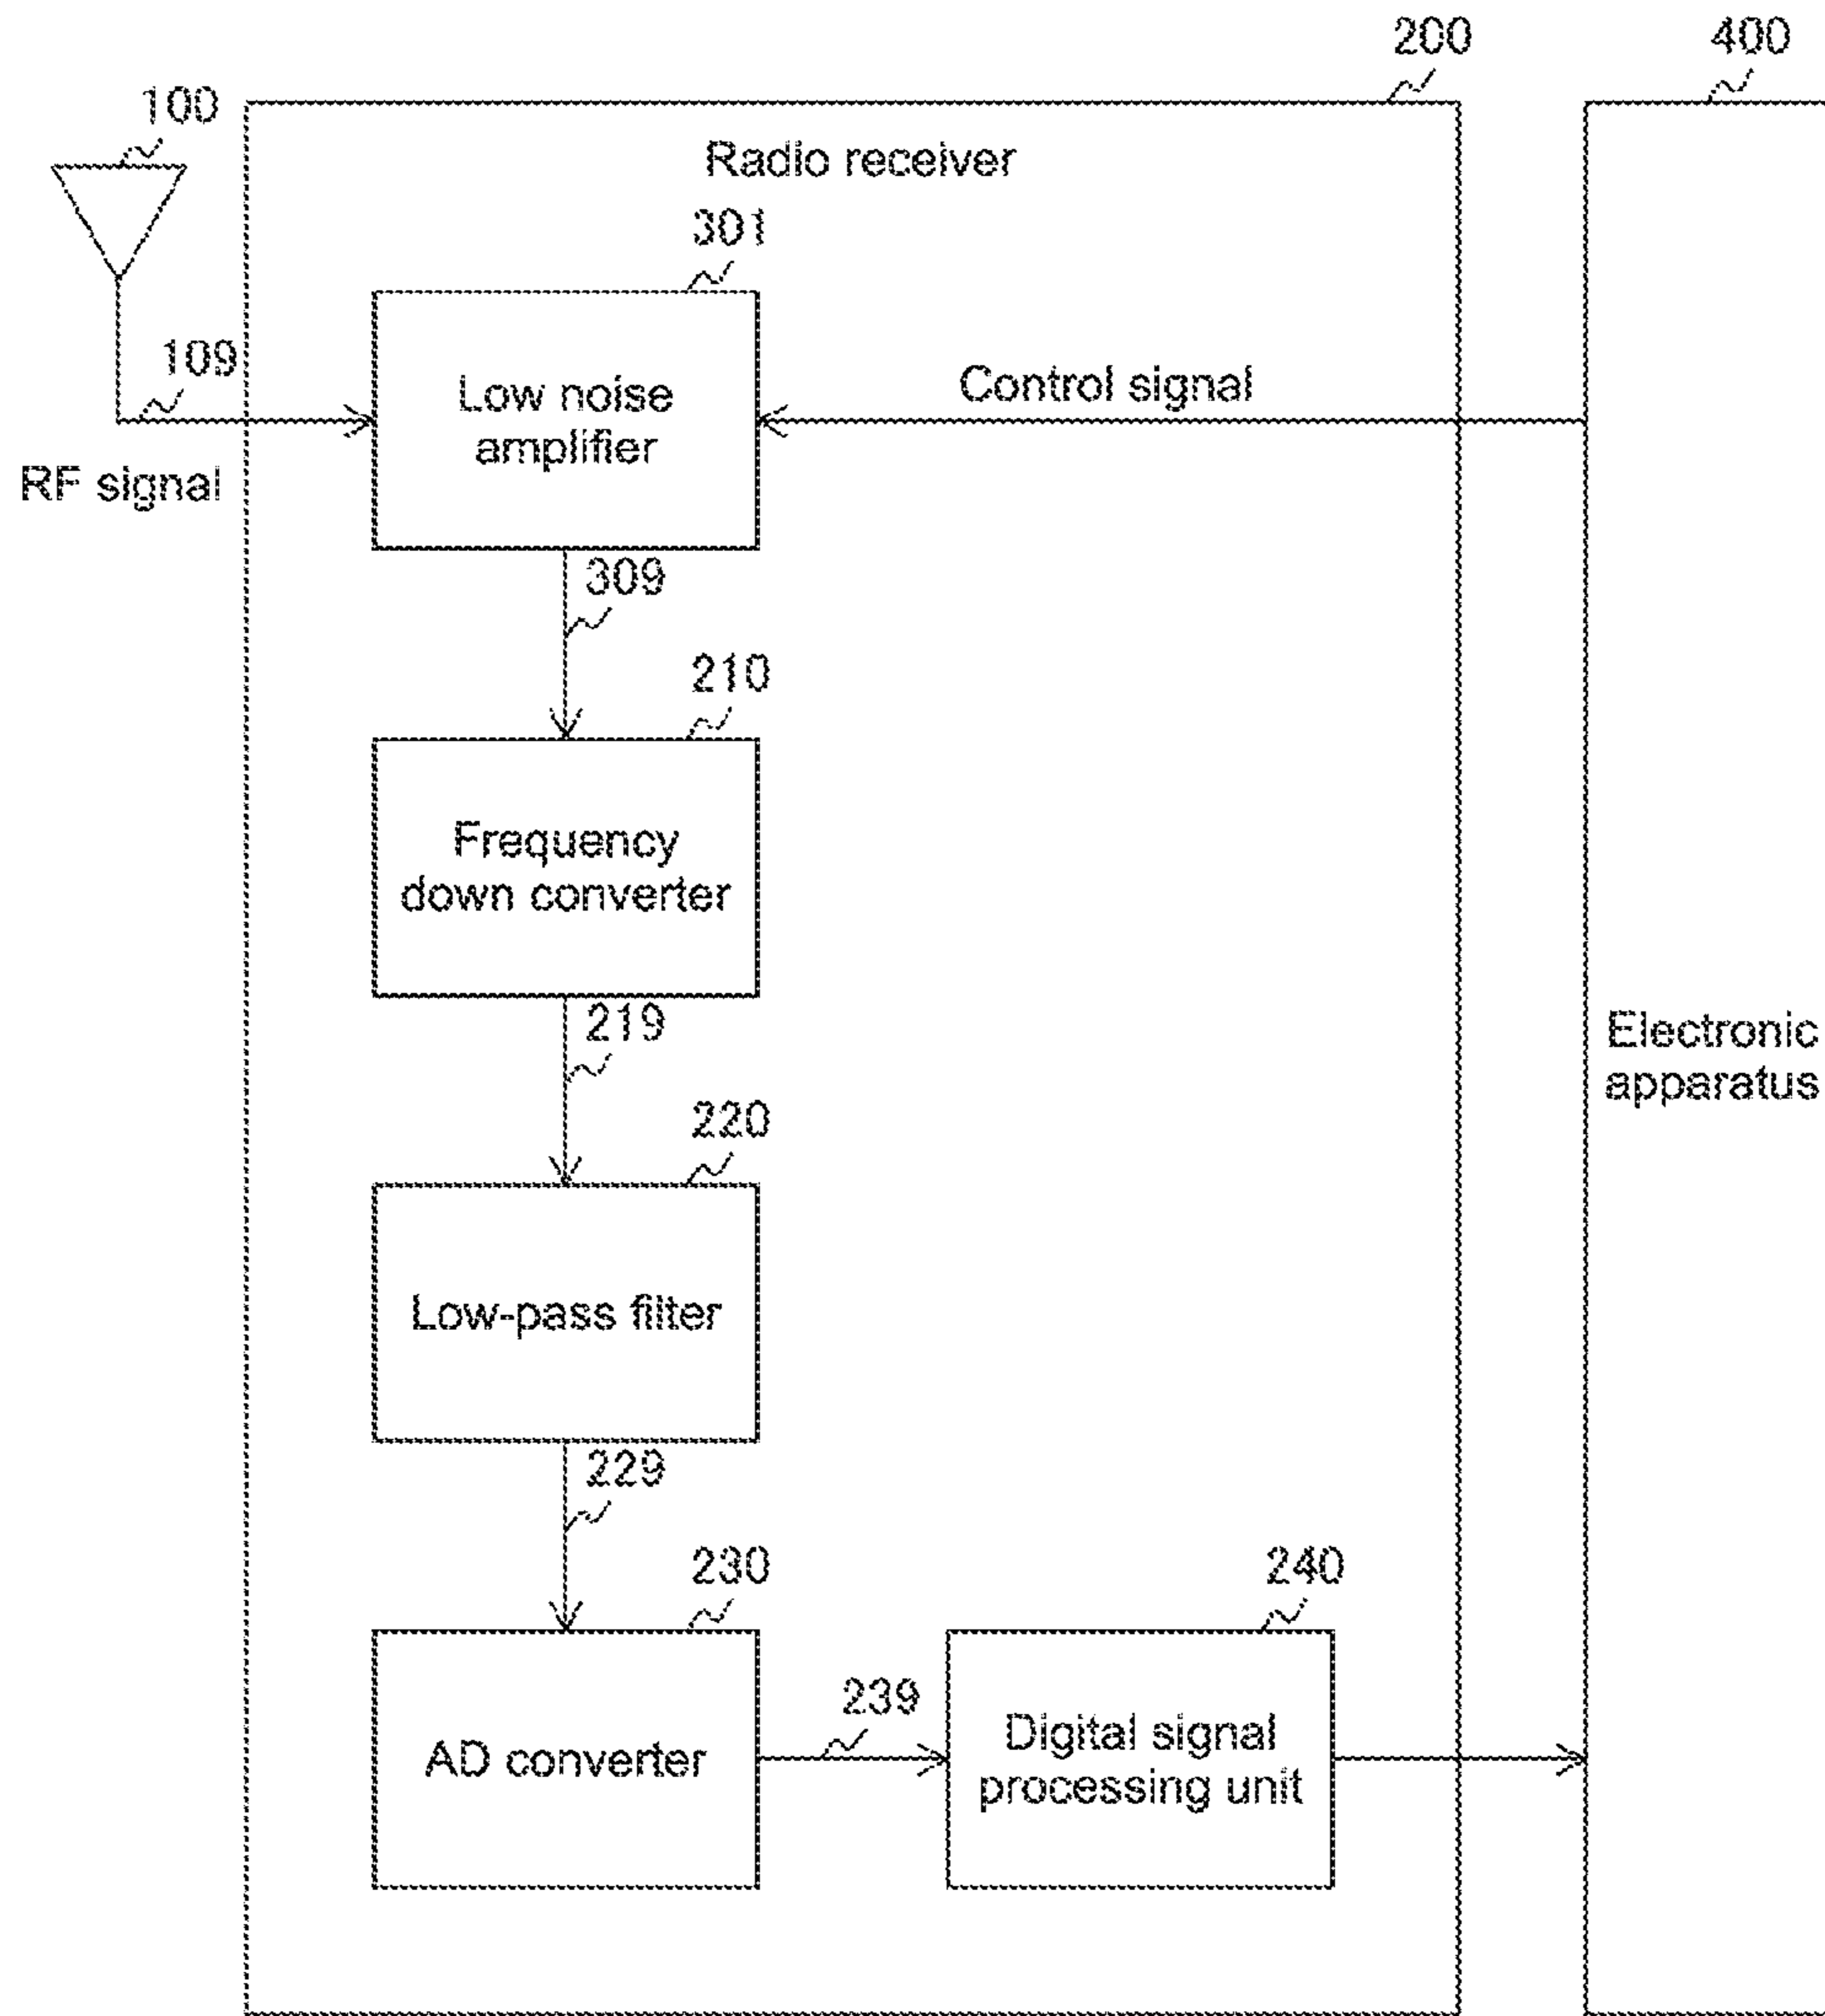 200
400
100
Radio receiver
301
109
Low noise
amplifier
Control signal
RF signal
309
210
Frequency
down converter
219
Electronic
apparatus
220
Low-pass filter
229
230
240
AD converter
239
Digital signal
processing unit